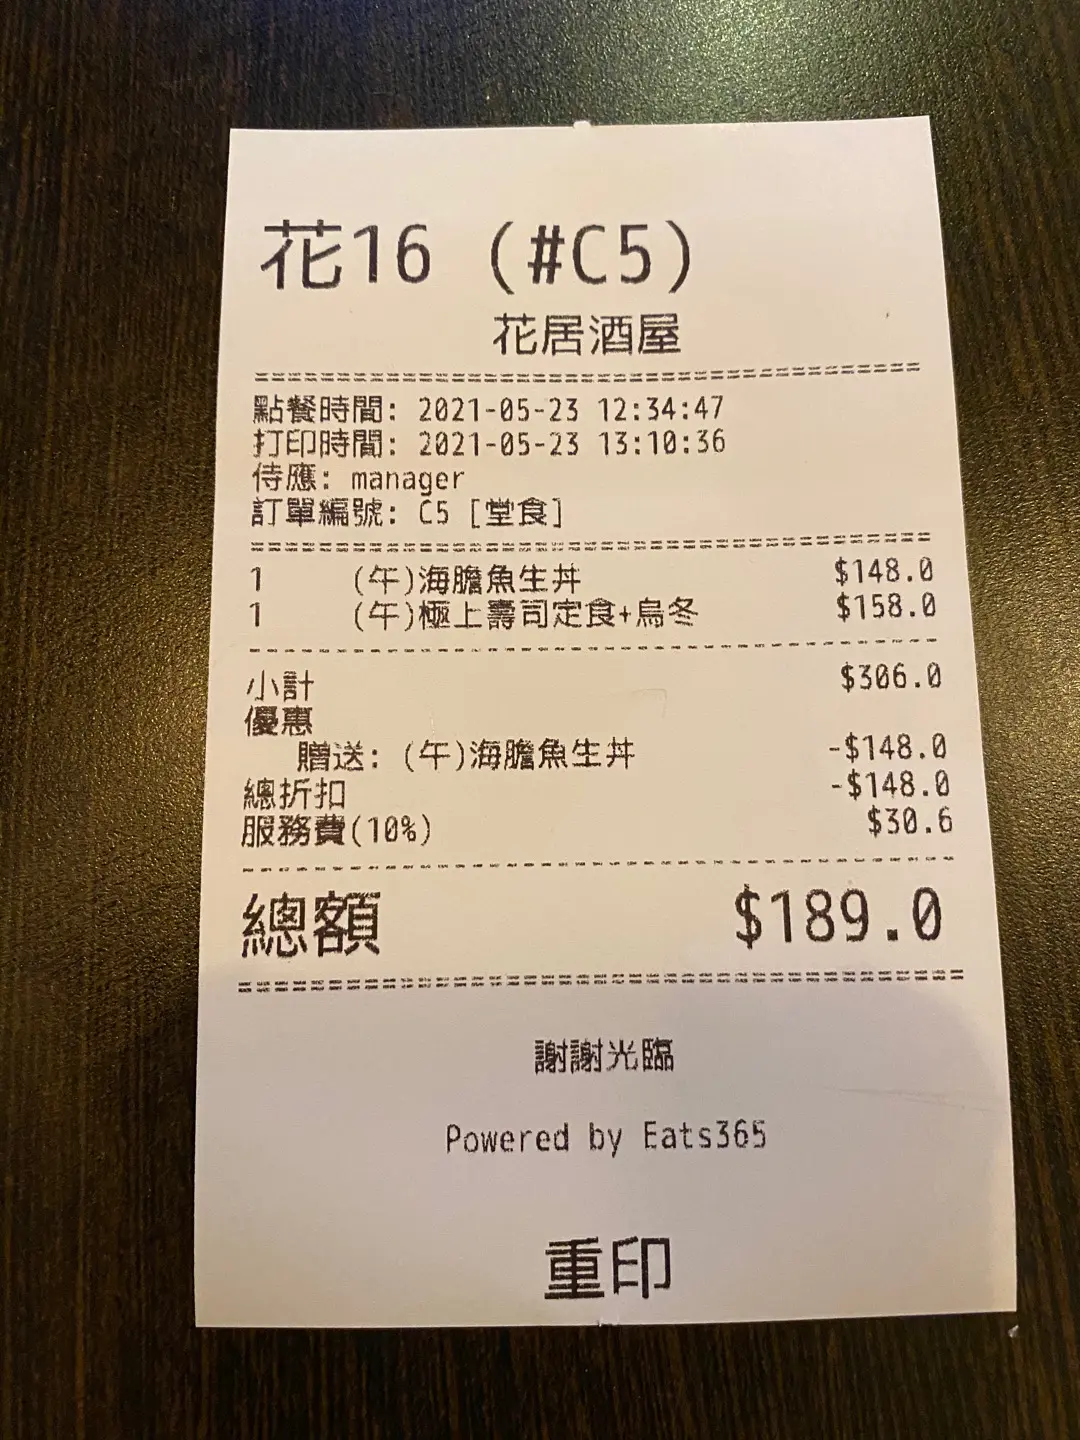 花16 (#C5)
花居酒屋
點餐時間: 2021-05-23 12:34:47
打印時間: 2021-05-23 13:10:36
侍應: manager
訂單編號: C5 [堂食]
1 (午)海膽魚生丼 $148.0
1 (午)極上壽司定食+烏冬 $158.0
小計 $306.0
優惠
贈送: (午)海膽魚生丼 -$148.0
總折扣 -$148.0
服務費(10%) $30.6
總額 $189.0
謝謝光臨
Powered by Eats365
重印